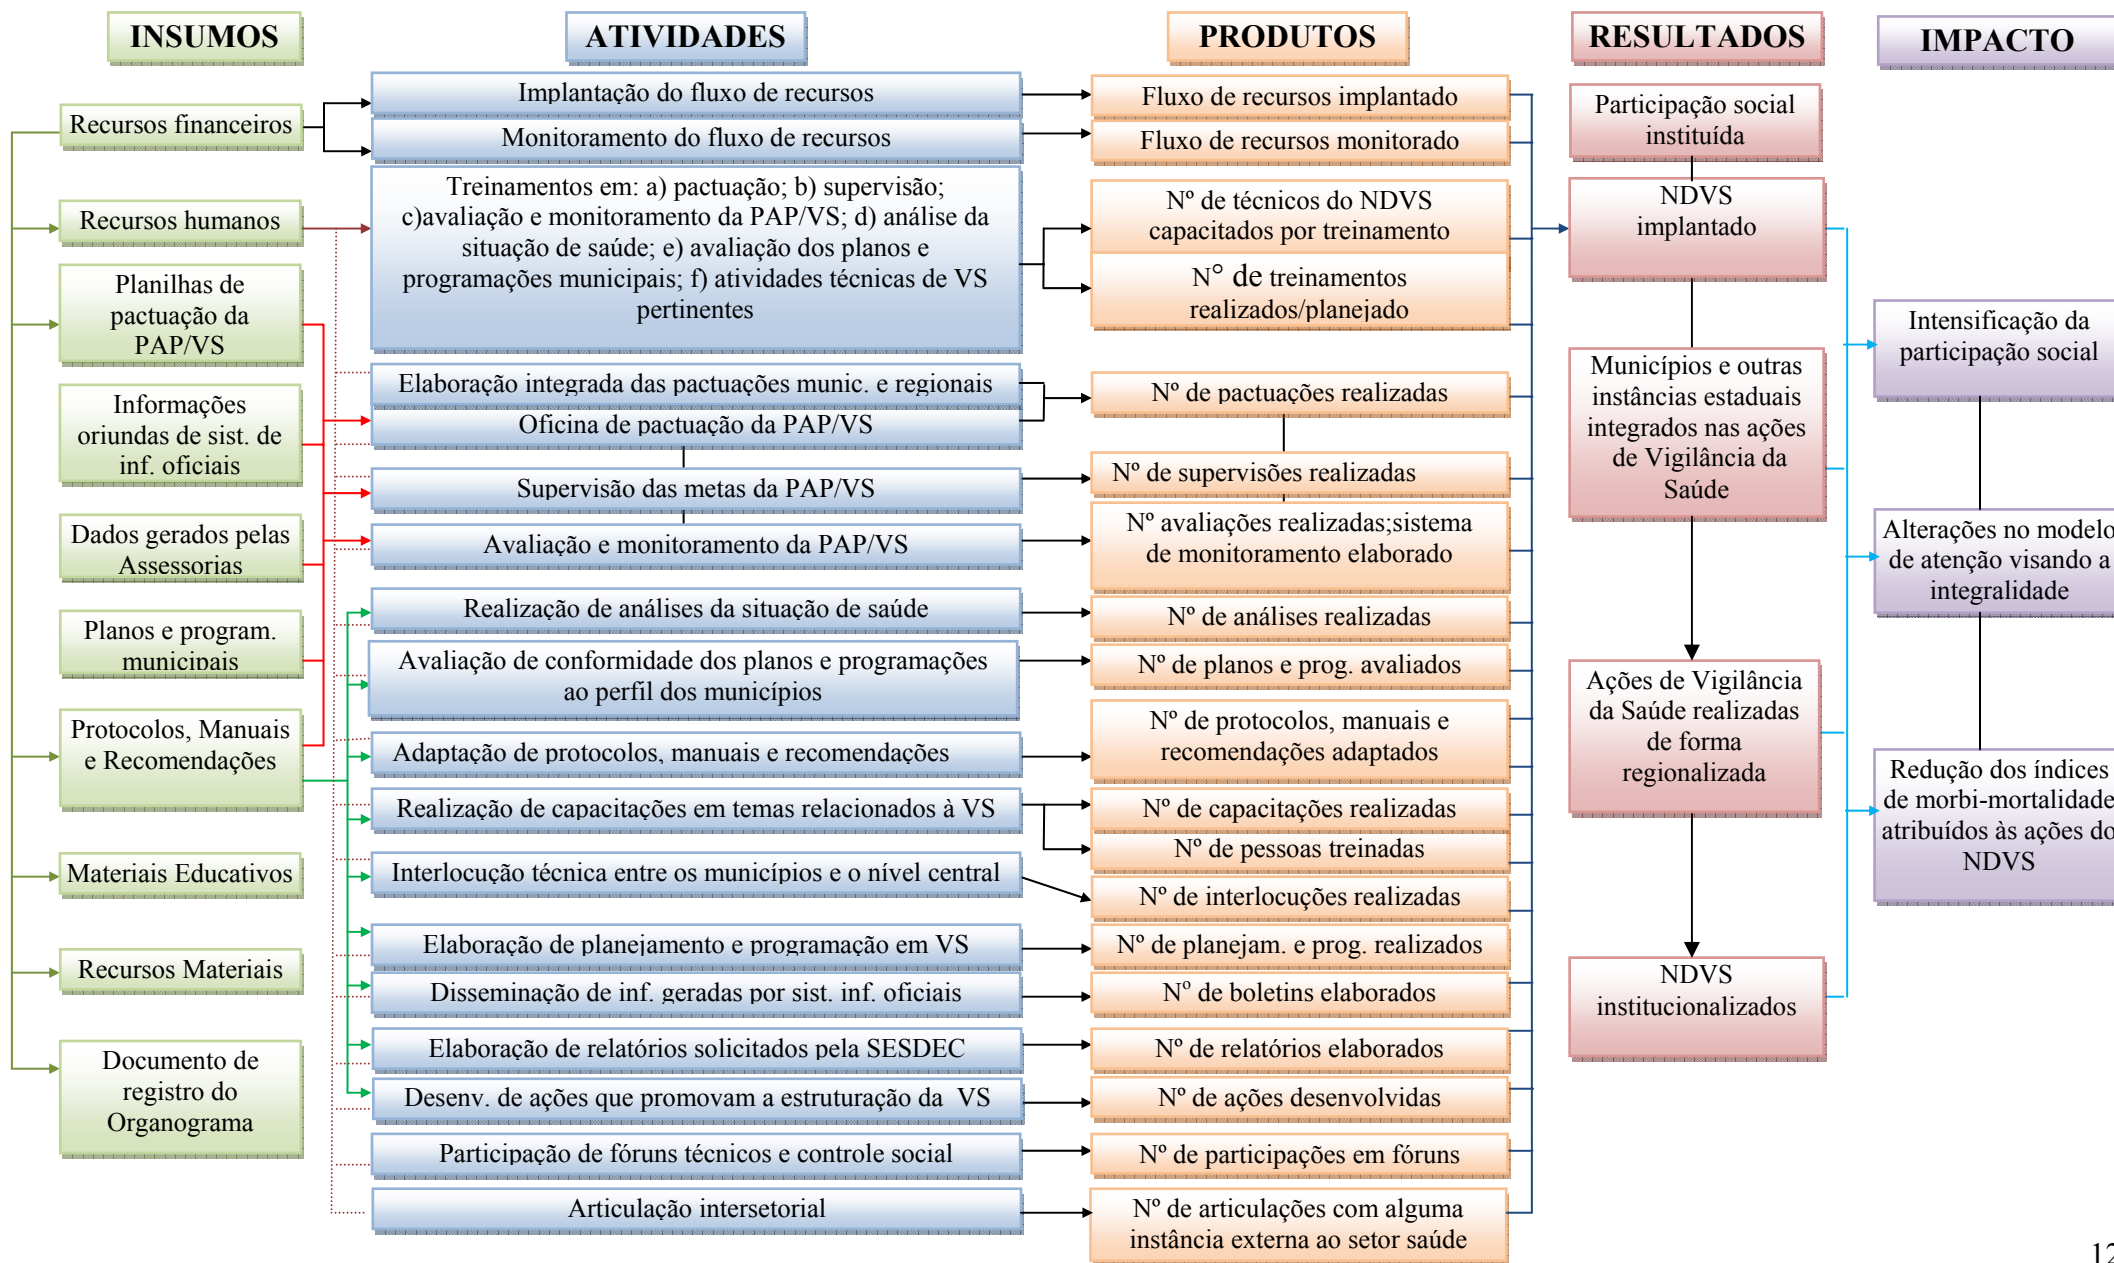 INSUMOS
ATIVIDADES
PRODUTOS
RESULTADOS
IMPACTO
Recursos financeiros
Recursos humanos
Planilhas de
pactuação da
PAP/VS
Informações
oriundas de sist. de
inf. oficiais
Dados gerados pelas
Assessorias
Planos e program.
municipais
Protocolos, Manuais
e Recomendações
Materiais Educativos
Recursos Materiais
Documento de
registro do
Organograma
Implantação do fluxo de recursos
Monitoramento do fluxo de recursos
Treinamentos em: a) pactuação; b) supervisão;
c)avaliação e monitoramento da PAP/VS; d) análise da
situação de saúde; e) avaliação dos planos e
programações municipais; f) atividades técnicas de VS
pertinentes
Elaboração integrada das pactuações munic. e regionais
Oficina de pactuação da PAP/VS
Supervisão das metas da PAP/VS
Avaliação e monitoramento da PAP/VS
Realização de análises da situação de saúde
Avaliação de conformidade dos planos e programações
ao perfil dos municípios
Adaptação de protocolos, manuais e recomendações
Realização de capacitações em temas relacionados à VS
Interlocução técnica entre os municípios e o nível central
Elaboração de planejamento e programação em VS
Disseminação de inf. geradas por sist. inf. oficiais
Elaboração de relatórios solicitados pela SESDEC
Desenv. de ações que promovam a estruturação da VS
Participação de fóruns técnicos e controle social
Articulação intersetorial
Fluxo de recursos implantado
Fluxo de recursos monitorado
Nº de técnicos do NDVS
capacitados por treinamento
N° de treinamentos
realizados/planejado
Nº de pactuações realizadas
Nº de supervisões realizadas
Nº avaliações realizadas;sistema
de monitoramento elaborado
Nº de análises realizadas
Nº de planos e prog. avaliados
Nº de protocolos, manuais e
recomendações adaptados
Nº de capacitações realizadas
Nº de pessoas treinadas
Nº de interlocuções realizadas
Nº de planejam. e prog. realizados
Nº de boletins elaborados
Nº de relatórios elaborados
Nº de ações desenvolvidas
Nº de participações em fóruns
Nº de articulações com alguma
instância externa ao setor saúde
Participação social
instituída
NDVS
implantado
Municípios e outras
instâncias estaduais
integrados nas ações
de Vigilância da
Saúde
Ações de Vigilância
da Saúde realizadas
de forma
regionalizada
NDVS
institucionalizados
Intensificação da
participação social
Alterações no modelo
de atenção visando a
integralidade
Redução dos índices
de morbi-mortalidade
atribuídos às ações do
NDVS
12